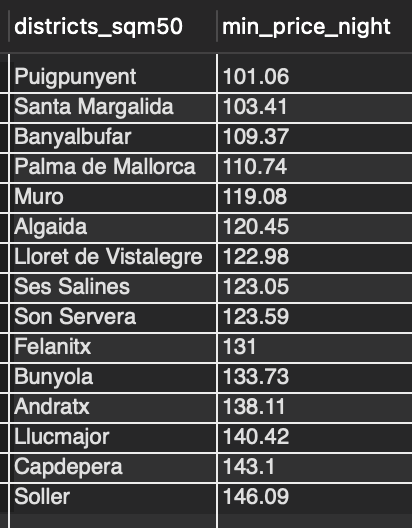 districts_sqm50 min_price_night
Puigpunyent 101.06
Santa Margalida 103.41
Banyalbufar 109.37
Palma de Mallorca 110.74
Muro 119.08
Algaida 120.45
Lloret de Vistalegre 122.98
Ses Salines 123.05
Son Servera 123.59
Felanitx 131
Bunyola 133.73
Andratx 138.11
Llucmajor 140.42
Capdepera 143.1
Soller 146.09